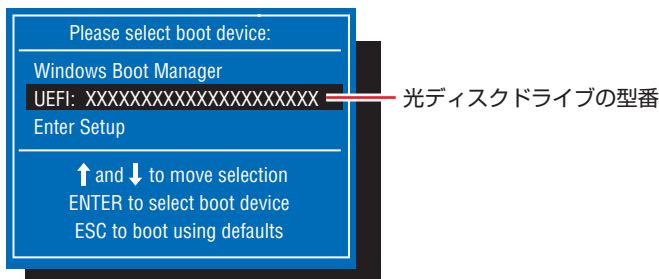 Please select boot device:
Windows Boot Manager
UEFI: XXXXXXXXXXXXXXXXXXXXX
光ディスクドライブの型番
Enter Setup
↑ and ↓ to move selection
ENTER to select boot device
ESC to boot using defaults